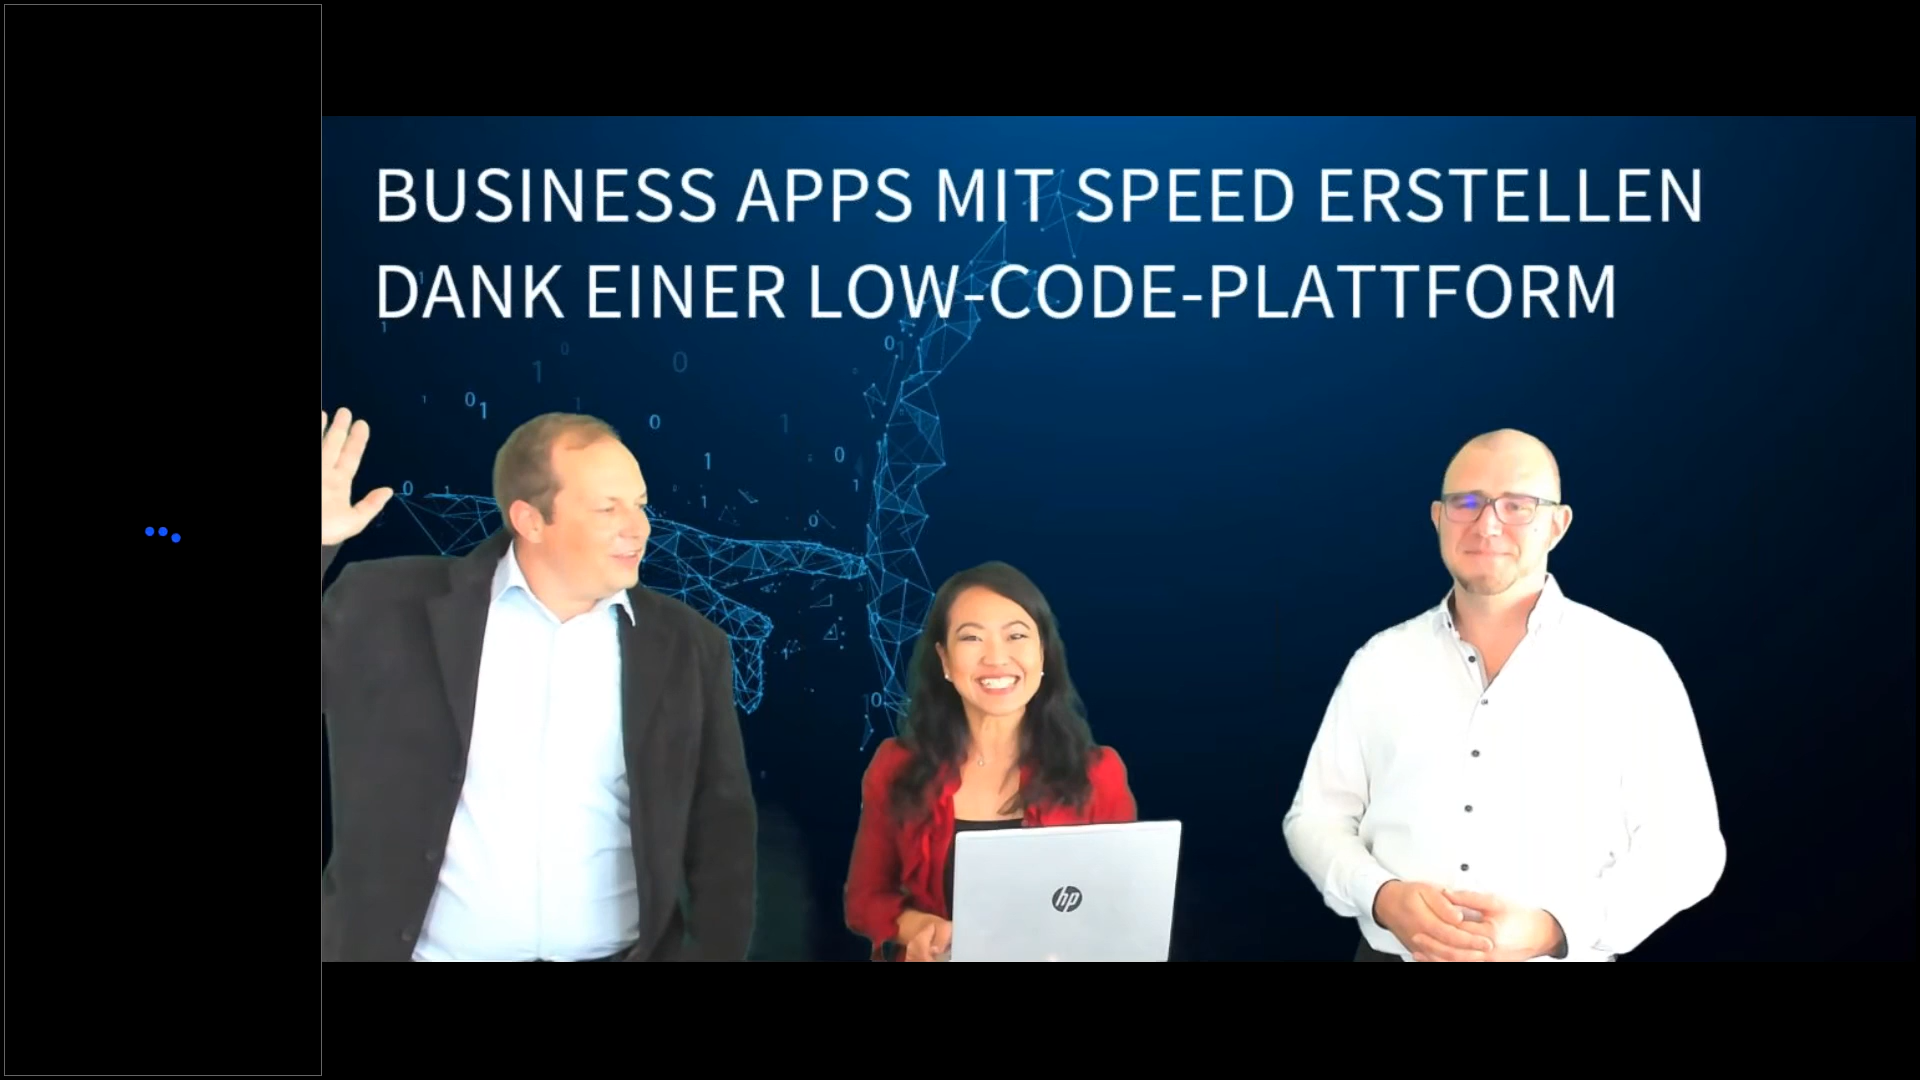 BUSINESS APPS MIT SPEED ERSTELLEN
DANK EINER LOW-CODE-PLATTFORM
hp